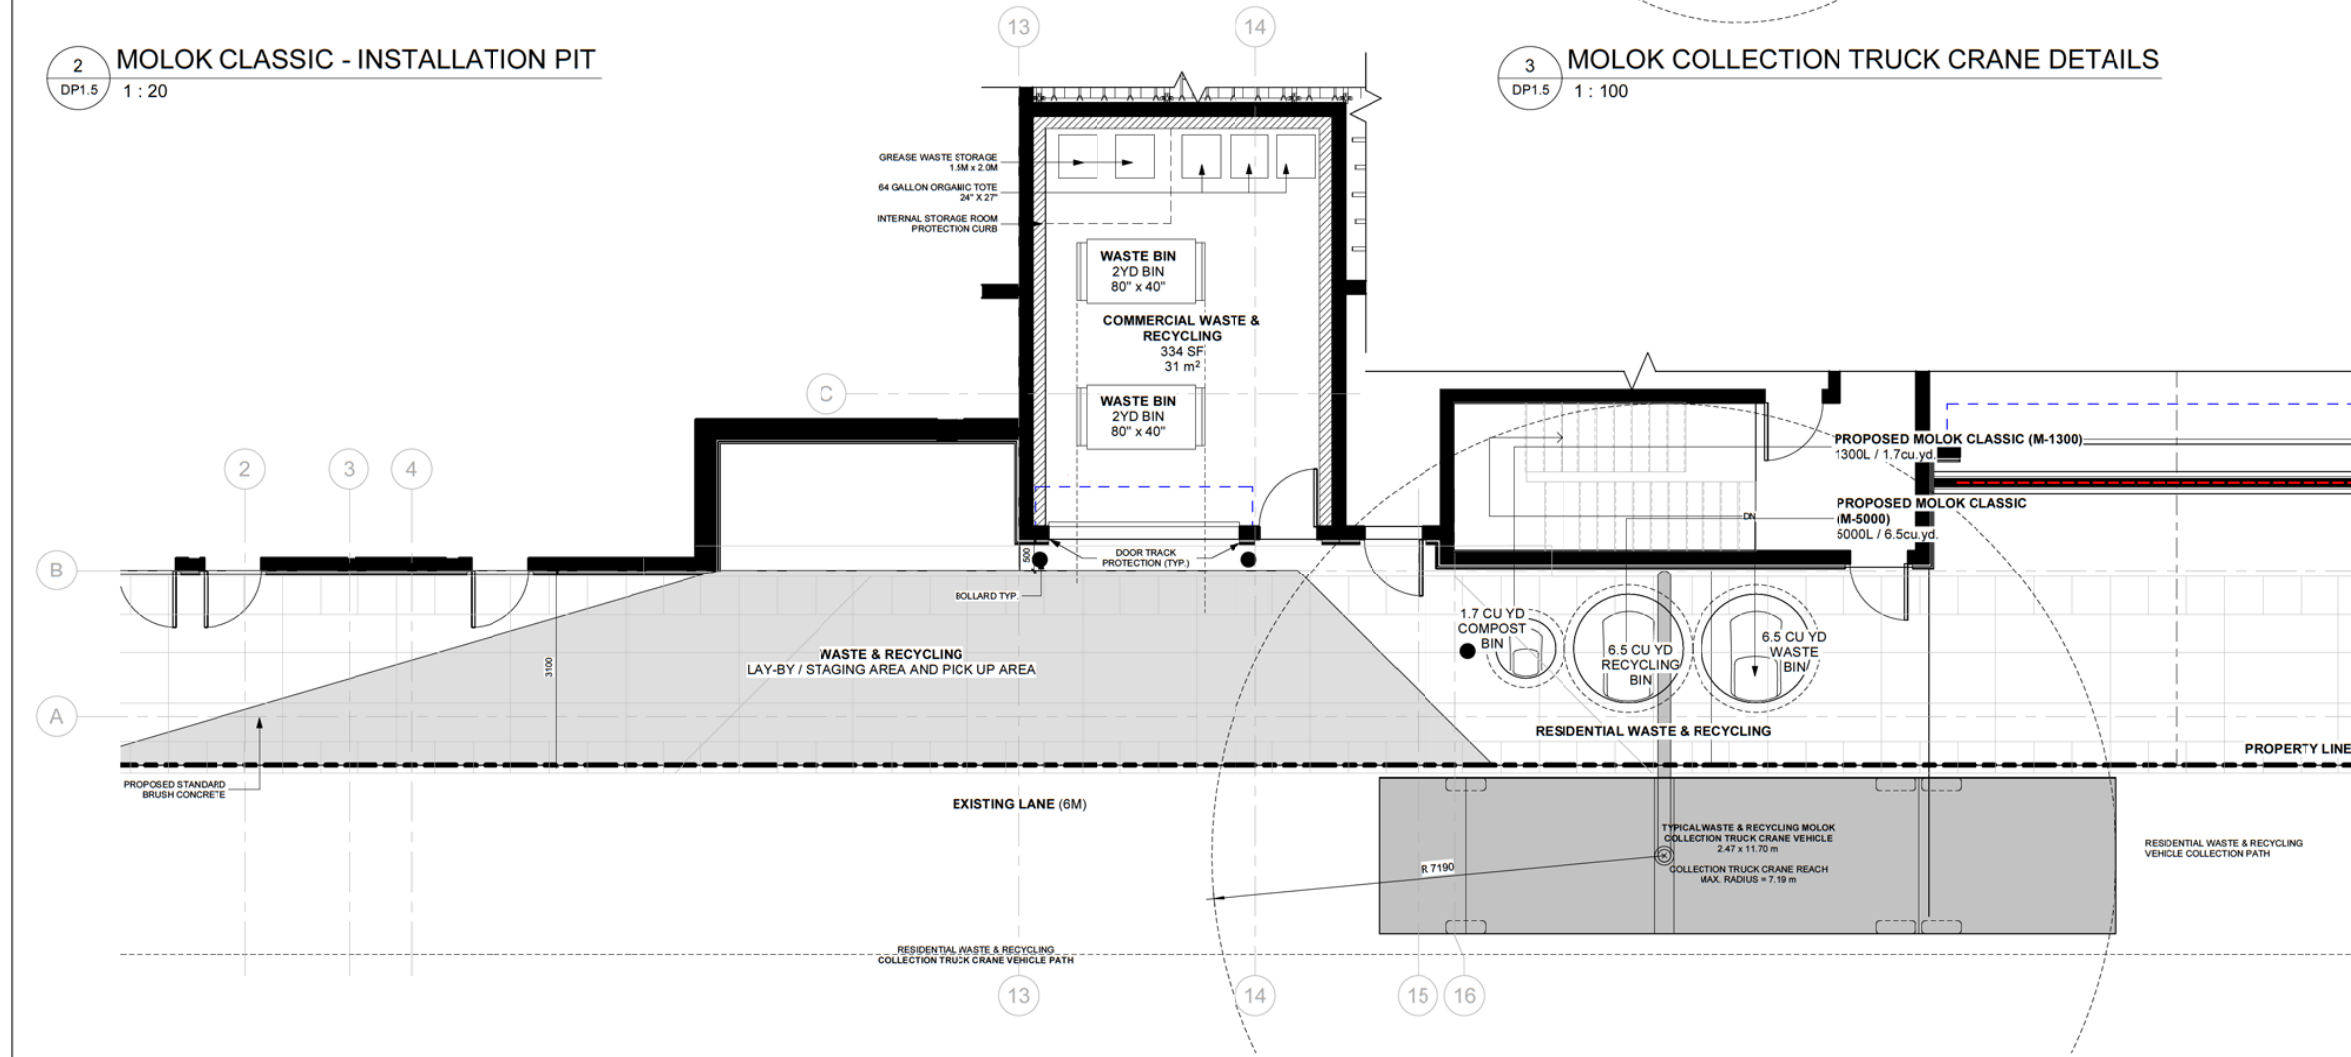 2
DP1.5
MOLOK CLASSIC - INSTALLATION PIT
1 : 20
13
14
3
DP1.5
MOLOK COLLECTION TRUCK CRANE DETAILS
1 : 100
GREASE WASTE STORAGE
1.5M x 2.0M
64 GALLON ORGANIC TOTE
24" X 27"
INTERNAL STORAGE ROOM
PROTECTION CURB
WASTE BIN
2YD BIN
80" x 40"
COMMERCIAL WASTE &
RECYCLING
334 SF
31 m²
WASTE BIN
2YD BIN
80" x 40"
C
2
3
4
B
A
PROPOSED MOLOK CLASSIC (M-1300)
1300L / 1.7cu.yd.
PROPOSED MOLOK CLASSIC
(M-5000)
5000L / 6.5cu.yd.
DN
500
DOOR TRACK
PROTECTION (TYP.)
BOLLARD TYP.
3100
WASTE & RECYCLING
LAY-BY / STAGING AREA AND PICK UP AREA
1.7 CU YD
COMPOST
BIN
6.5 CU YD
RECYCLING
BIN
6.5 CU YD
WASTE
BIN
RESIDENTIAL WASTE & RECYCLING
PROPERTY LINE
PROPOSED STANDARD
BRUSH CONCRETE
EXISTING LANE (6M)
R 7190
TYPICAL WASTE & RECYCLING MOLOK
COLLECTION TRUCK CRANE VEHICLE
2.47 x 11.70 m
COLLECTION TRUCK CRANE REACH
MAX. RADIUS = 7.19 m
RESIDENTIAL WASTE & RECYCLING
VEHICLE COLLECTION PATH
RESIDENTIAL WASTE & RECYCLING
COLLECTION TRUCK CRANE VEHICLE PATH
13
14
15
16